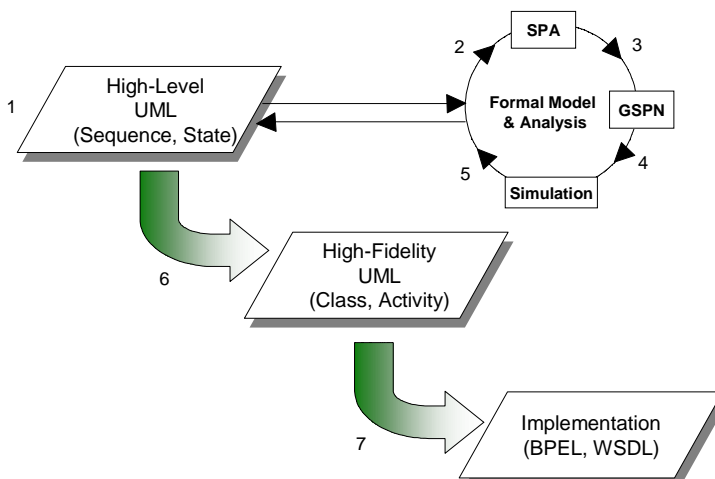 SPA
2
3
1
High-Level
UML
(Sequence, State)
Formal Model
& Analysis
GSPN
5
4
Simulation
6
High-Fidelity
UML
(Class, Activity)
7
Implementation
(BPEL, WSDL)